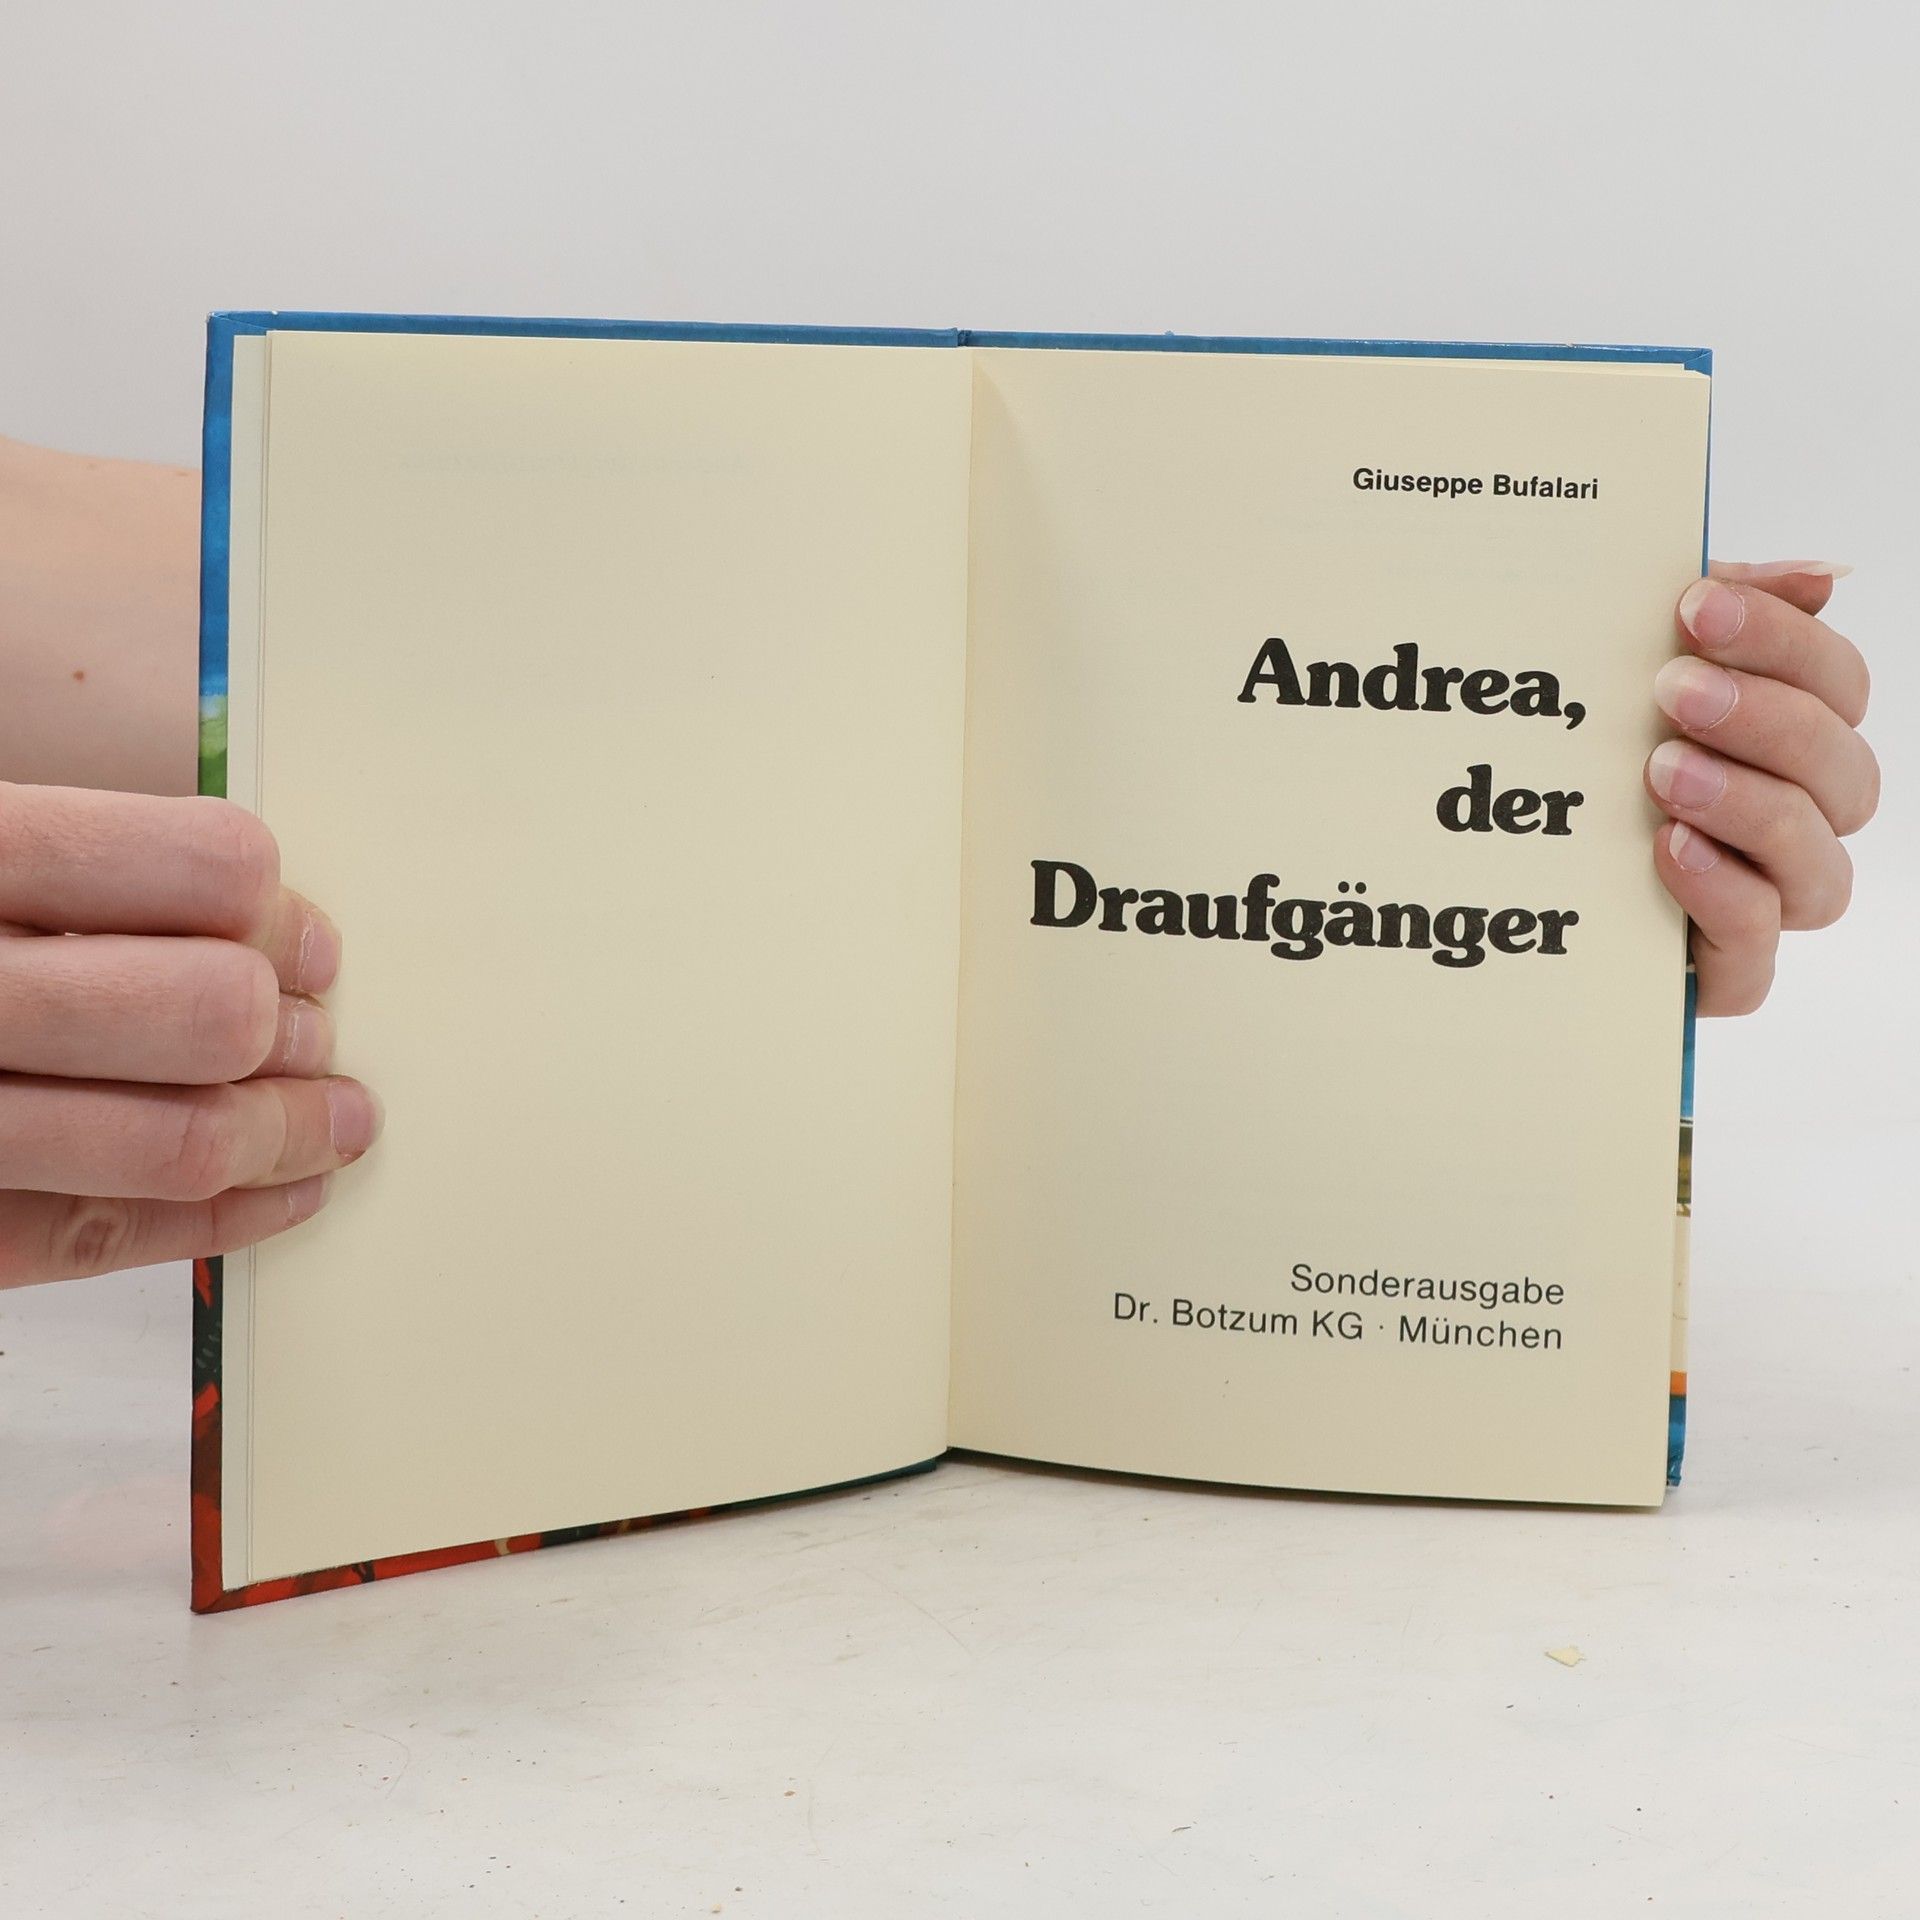 Giuseppe Bufalari
Andrea,
der
Draufgänger
Sonderausgabe
Dr. Botzum KG · München